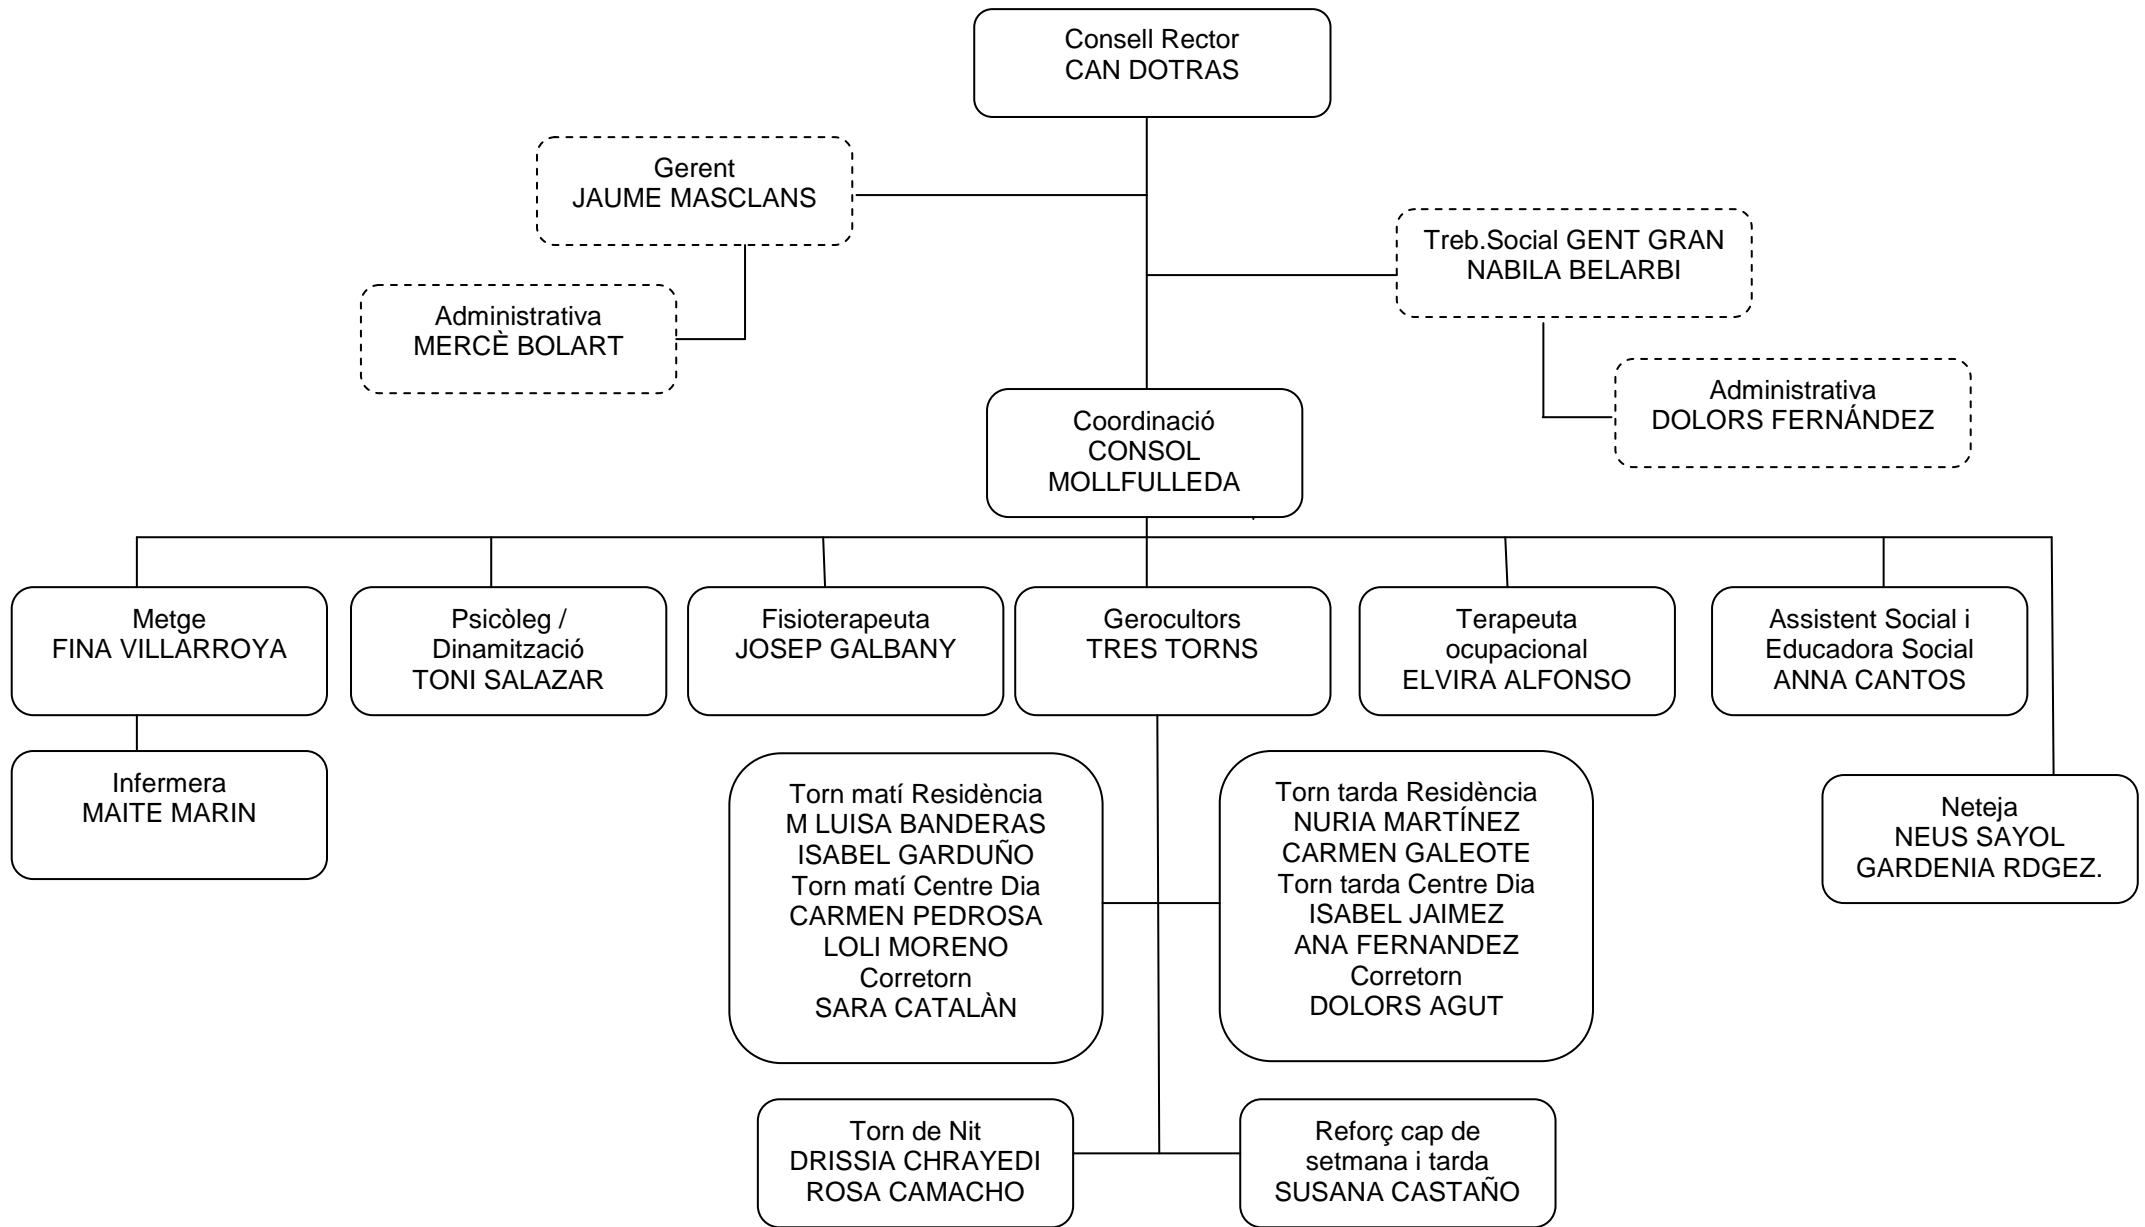 Consell Rector
CAN DOTRAS
Gerent
JAUME MASCLANS
Treb.Social GENT GRAN
NABILA BELARBI
Administrativa
MERCÈ BOLART
Administrativa
DOLORS FERNÁNDEZ
Coordinació
CONSOL
MOLLFULLEDA
Metge
FINA VILLARROYA
Psicòleg /
Dinamització
TONI SALAZAR
Fisioterapeuta
JOSEP GALBANY
Gerocultors
TRES TORNS
Terapeuta
ocupacional
ELVIRA ALFONSO
Assistent Social i
Educadora Social
ANNA CANTOS
Infermera
MAITE MARIN
Torn matí Residència
M LUISA BANDERAS
ISABEL GARDUÑO
Torn matí Centre Dia
CARMEN PEDROSA
LOLI MORENO
Corretorn
SARA CATALÀN
Torn tarda Residència
NURIA MARTÍNEZ
CARMEN GALEOTE
Torn tarda Centre Dia
ISABEL JAIMEZ
ANA FERNANDEZ
Corretorn
DOLORS AGUT
Neteja
NEUS SAYOL
GARDENIA RDGEZ.
Torn de Nit
DRISSIA CHRAYEDI
ROSA CAMACHO
Reforç cap de
setmana i tarda
SUSANA CASTAÑO